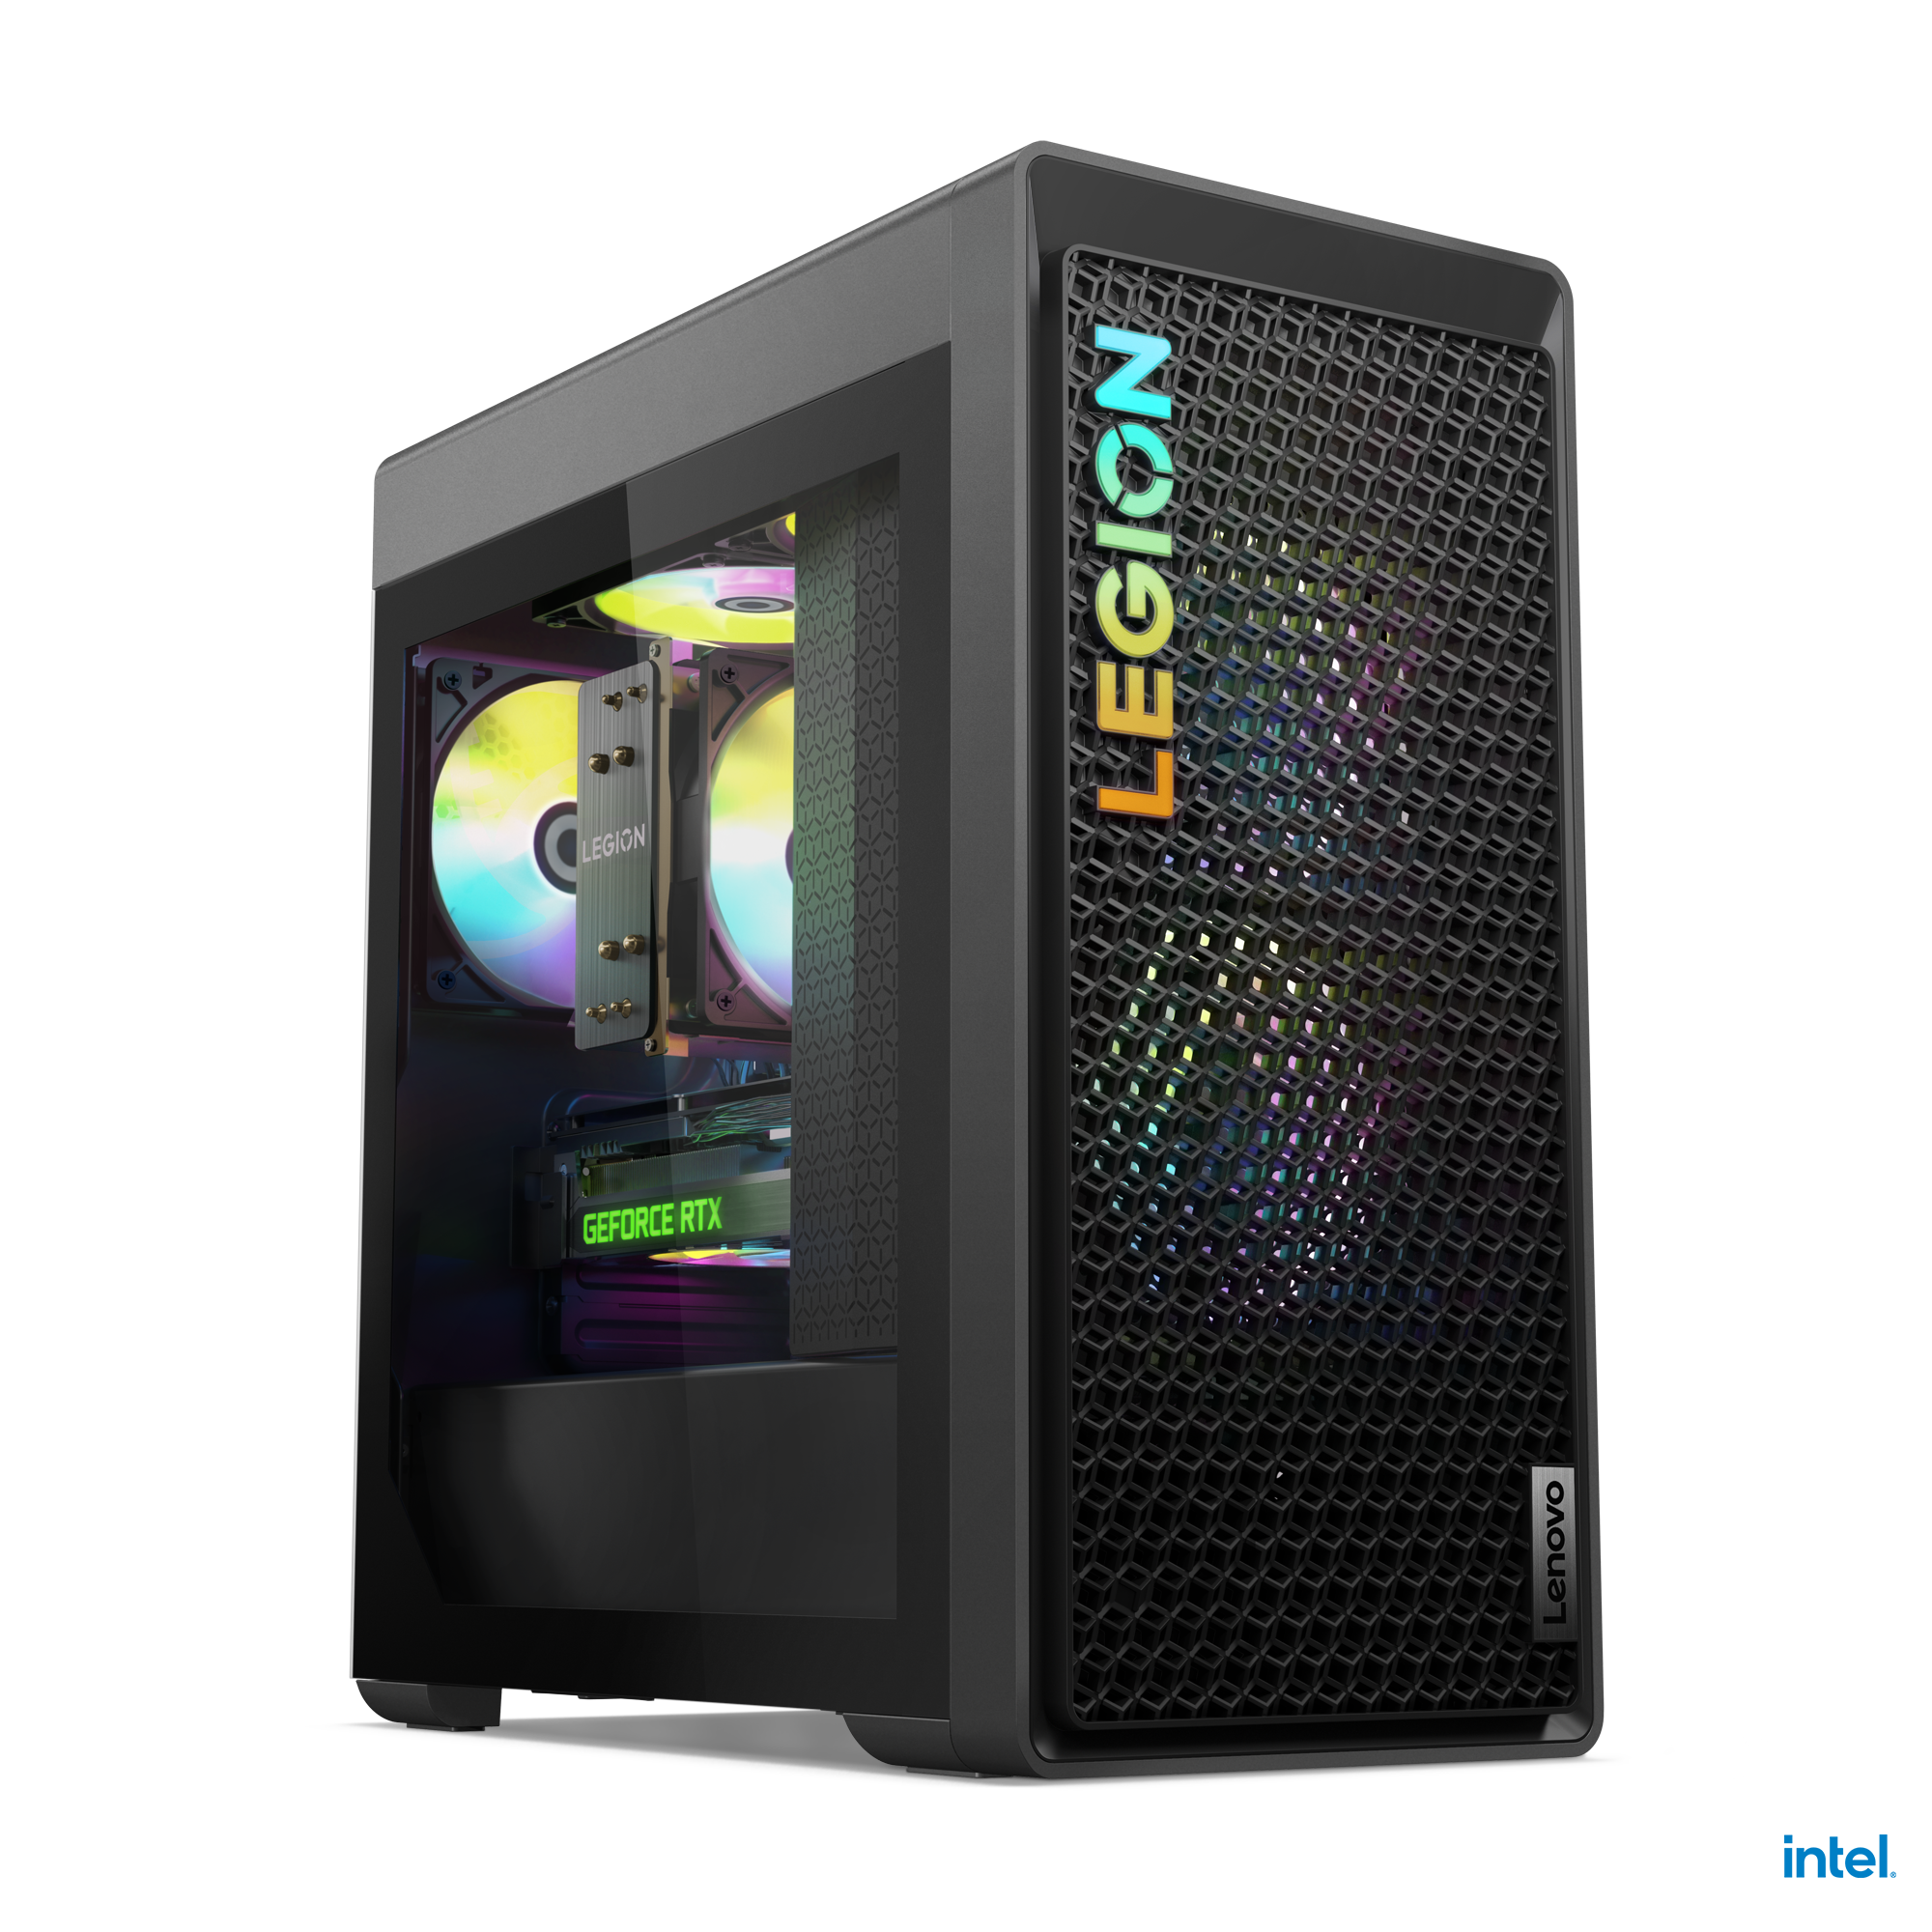 LEGION
LEGION
GEFORCE RTX
Lenovo
intel